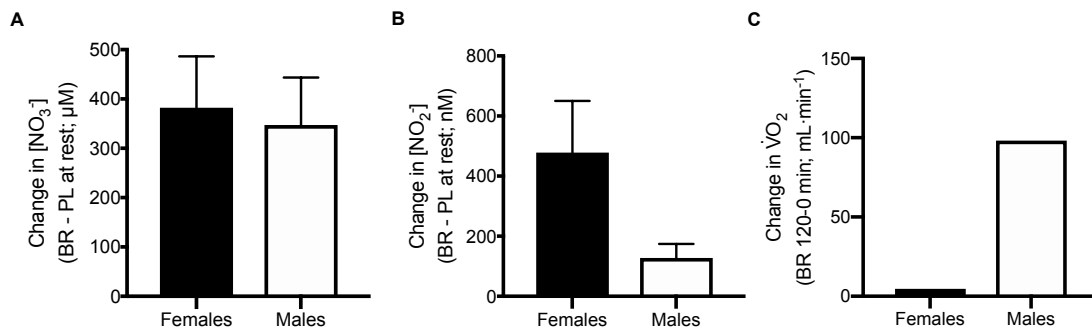 A
Change in [NO₃⁻]
(BR - PL at rest; µM)
500
400
300
200
100
0
Females
Males
B
Change in [NO₂⁻]
(BR - PL at rest; nM)
800
600
400
200
0
Females
Males
C
Change in V̇O₂
(BR 120-0 min; mL·min⁻¹)
150
100
50
0
Females
Males